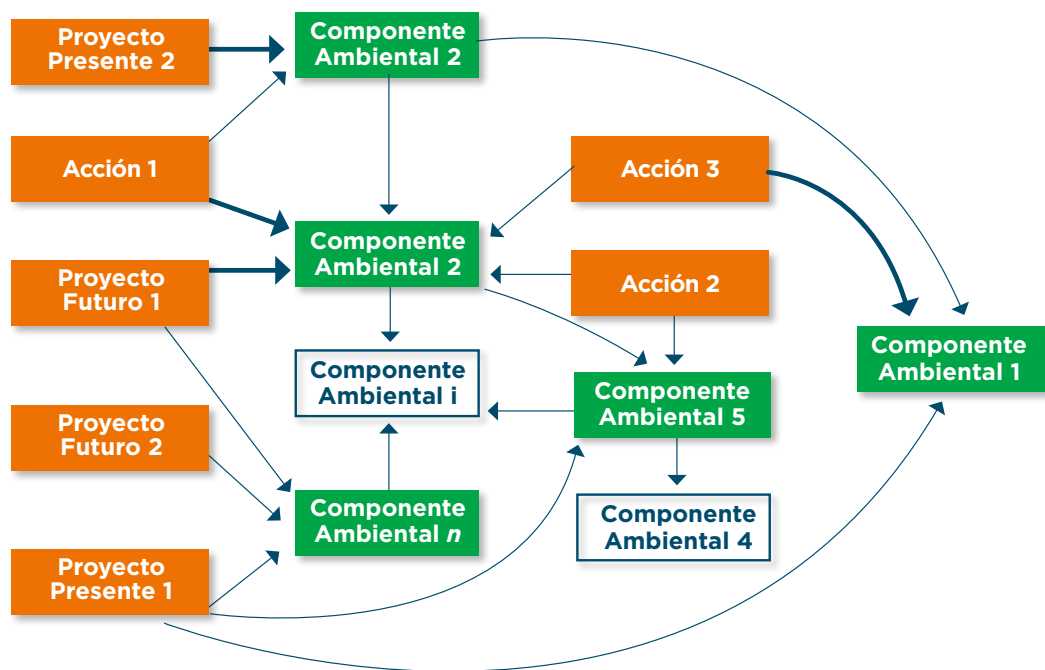 Proyecto
Presente 2
Componente
Ambiental 2
Acción 1
Acción 3
Componente
Ambiental 2
Proyecto
Futuro 1
Acción 2
Componente
Ambiental 1
Componente
Ambiental i
Componente
Ambiental 5
Proyecto
Futuro 2
Componente
Ambiental n
Componente
Ambiental 4
Proyecto
Presente 1